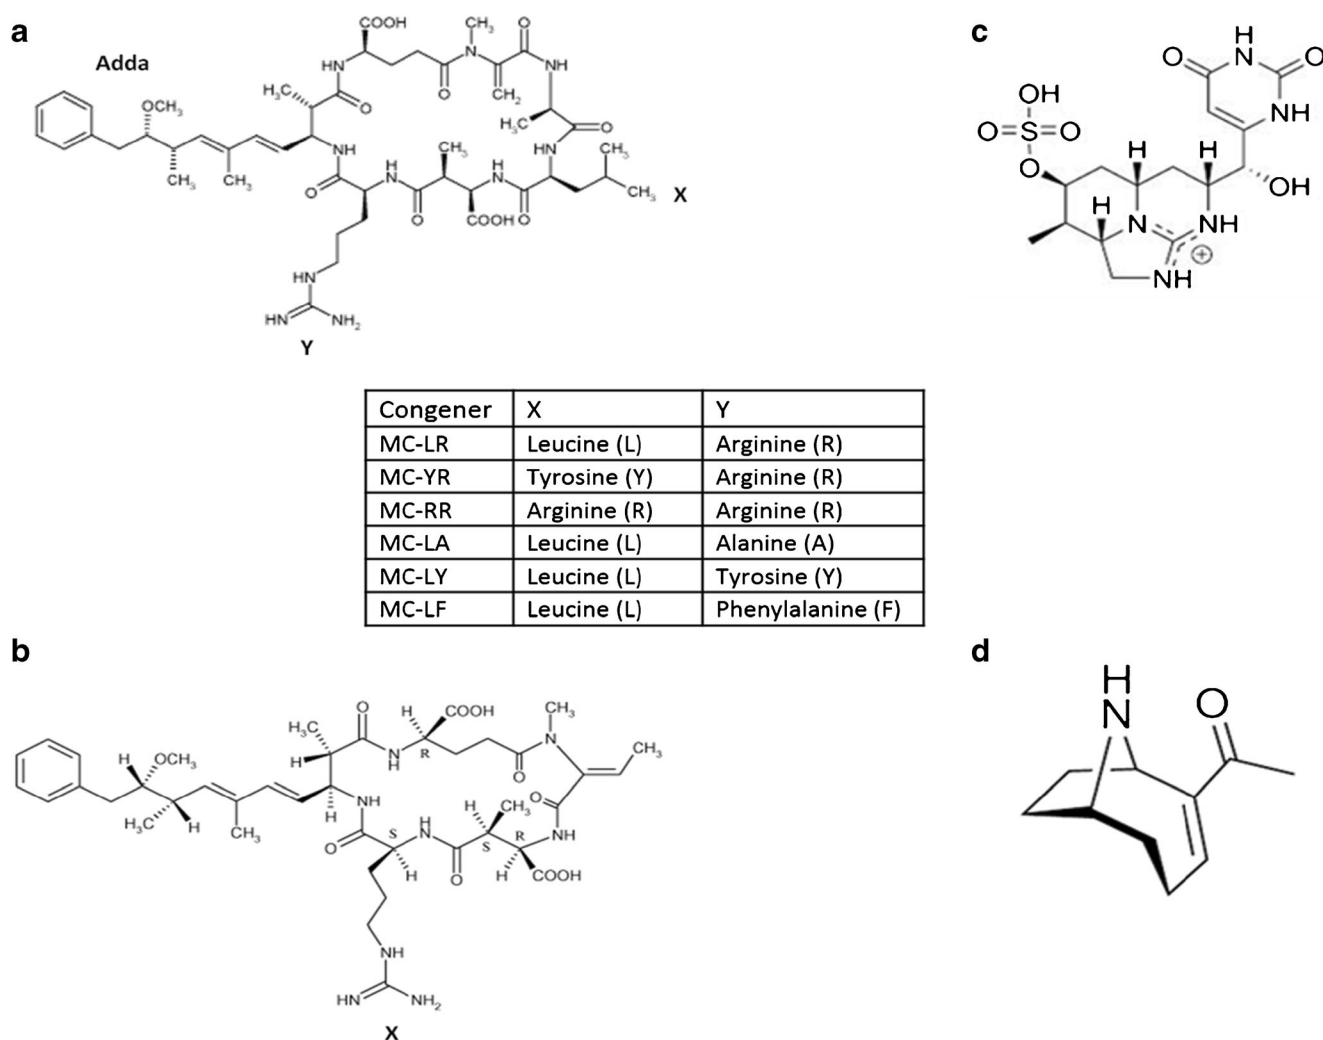 a
Adda
COOH
CH₃
O
HN
N
NH
H₃C
O
O
CH₂
OCH₃
H₃C
O
NH
CH₃
HN
CH₃
CH₃
CH₃
O
H
N
O
H
N
O
CH₃
COOH
X
HN
HN
NH₂
Y
c
H
N
O
O
OH
NH
O
S
O
H
H
O
OH
H
N
NH
⊕
NH
Congener X Y
MC-LR Leucine (L) Arginine (R)
MC-YR Tyrosine (Y) Arginine (R)
MC-RR Arginine (R) Arginine (R)
MC-LA Leucine (L) Alanine (A)
MC-LY Leucine (L) Tyrosine (Y)
MC-LF Leucine (L) Phenylalanine (F)
b
O
H
COOH
CH₃
H₃C
N
R
CH₃
H
OCH₃
H
N
H
O
O
H₃C
H
CH₃
H
NH
H
CH₃
O
S
H
N
S
R
NH
O
H
O
H
COOH
NH
HN
NH₂
X
d
H
N
O